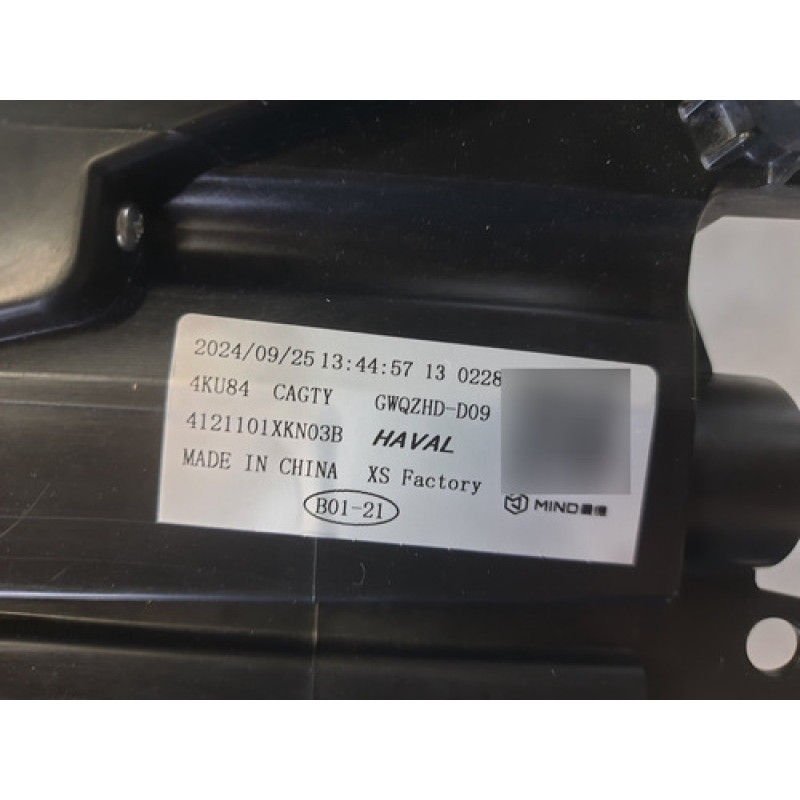 2024/09/25 13:44:57 13 0228
4KU84 CAGTY GWQZHD-D09
4121101XKN03B HAVAL
MADE IN CHINA XS Factory
B01-21 MIND